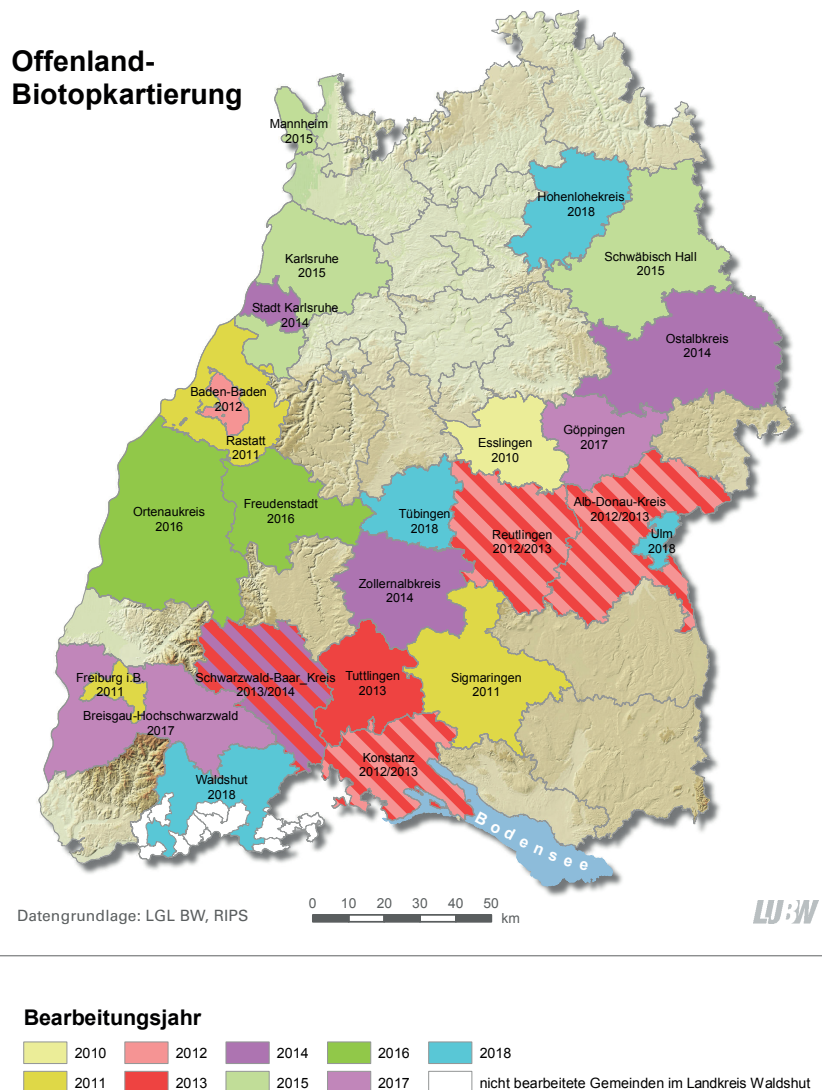 Offenland-
Biotopkartierung
Mannheim
2015
Hohenlohekreis
2018
Karlsruhe
2015
Schwäbisch Hall
2015
Stadt Karlsruhe
2014
Ostalbkreis
2014
Baden-Baden
2012
Rastatt
2011
Esslingen
2010
Göppingen
2017
Ortenaukreis
2016
Freudenstadt
2016
Tübingen
2018
Reutlingen
2012/2013
Alb-Donau-Kreis
2012/2013
Ulm
2018
Zollernalbkreis
2014
Freiburg i.B.
2011
Schwarzwald-Baar_Kreis
2013/2014
Tuttlingen
2013
Sigmaringen
2011
Breisgau-Hochschwarzwald
2017
Konstanz
2012/2013
Waldshut
2018
Bodensee
Datengrundlage: LGL BW, RIPS
0 10 20 30 40 50
km
LUBW
Bearbeitungsjahr
2010 2012 2014 2016 2018
2011 2013 2015 2017 nicht bearbeitete Gemeinden im Landkreis Waldshut